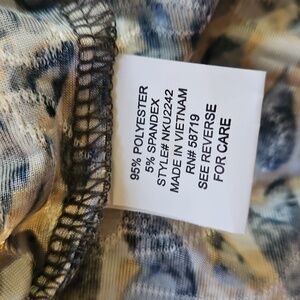 95% POLYESTER
5% SPANDEX
STYLE# NKU2242
MADE IN VIETNAM
RN# 58719
SEE REVERSE
FOR CARE